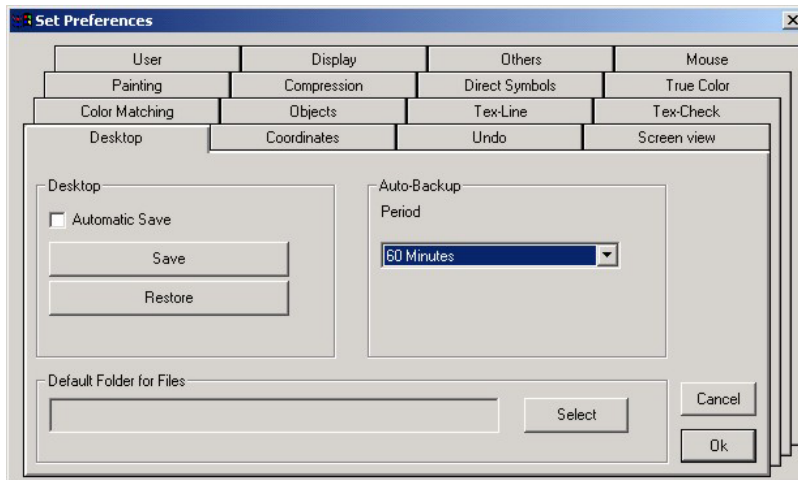 Set Preferences
User Display Others Mouse
Painting Compression Direct Symbols True Color
Color Matching Objects Tex-Line Tex-Check
Desktop Coordinates Undo Screen view
Desktop
Automatic Save
Save
Restore
Auto-Backup
Period
60 Minutes
Default Folder for Files
Select
Cancel
Ok